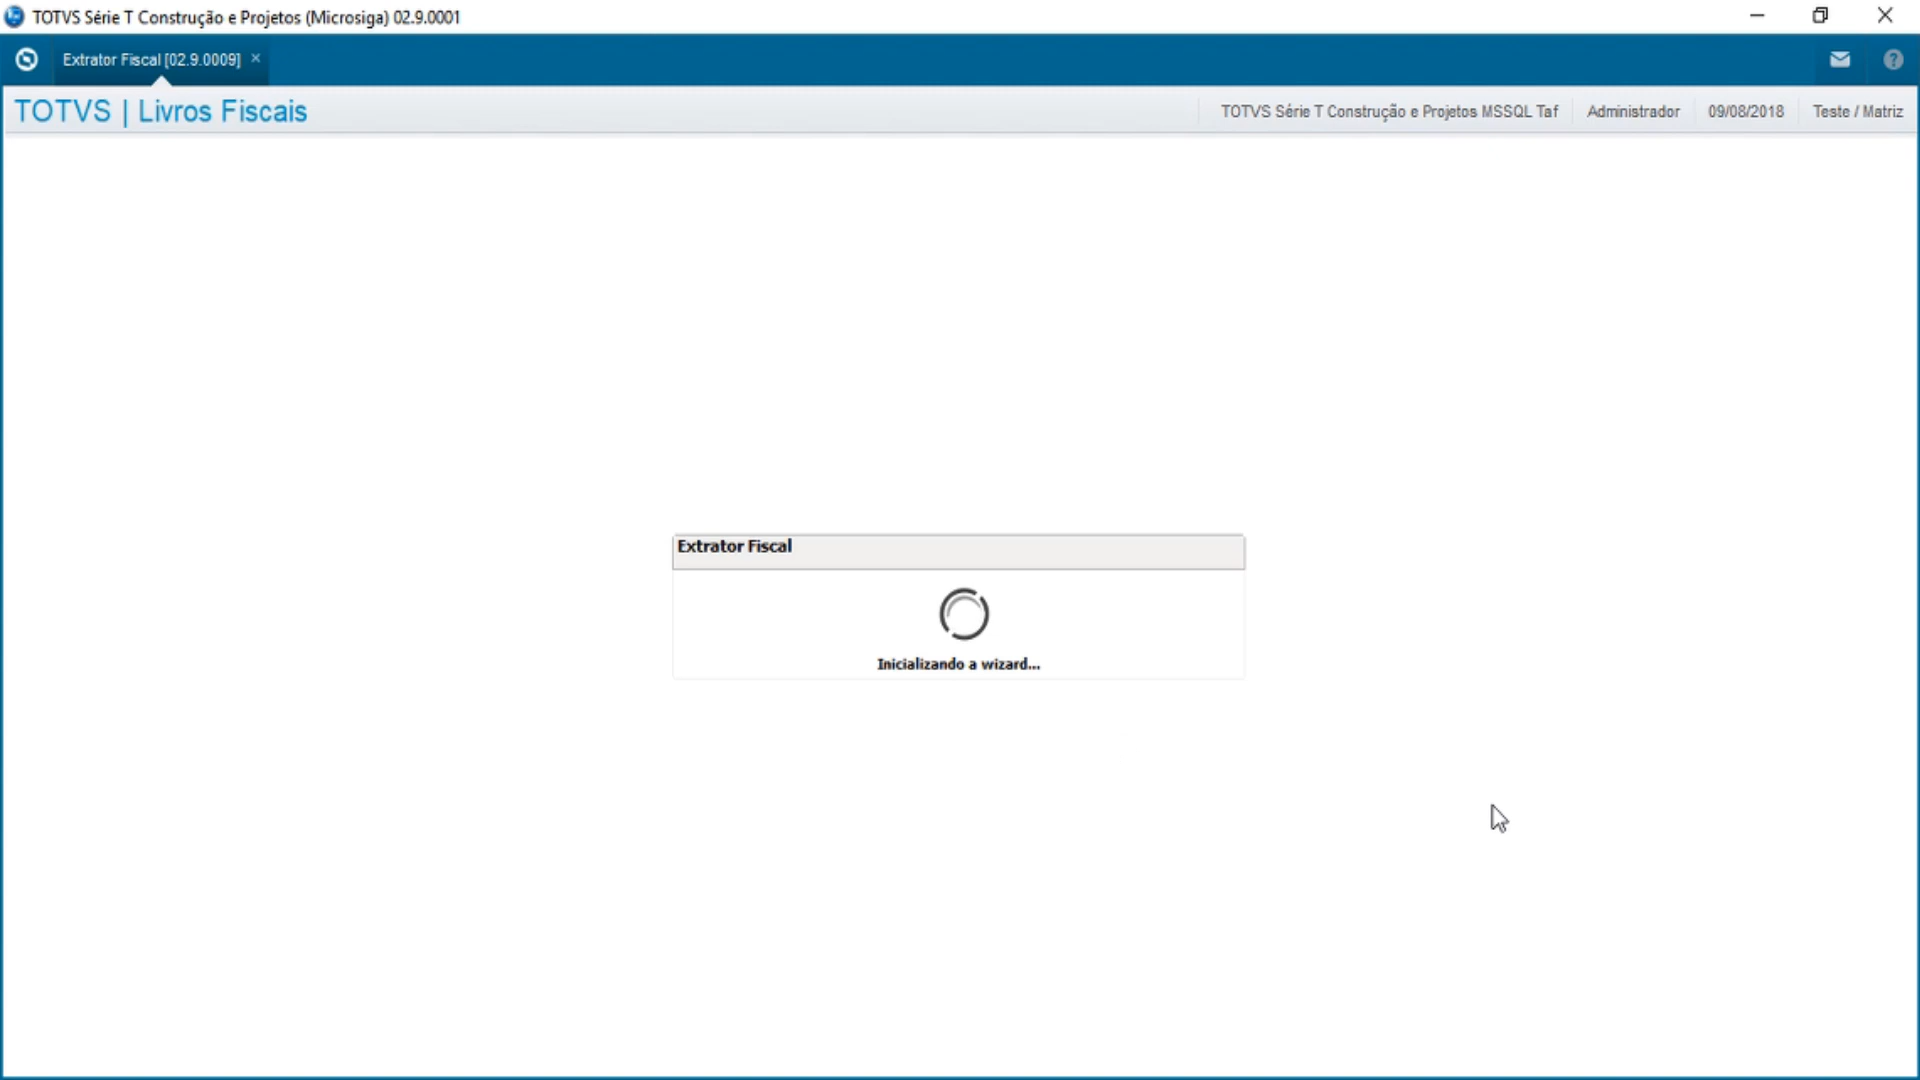 TOTVS Série T Construção e Projetos (Microsiga) 02.9.0001
Extrator Fiscal [02.9.0009]
TOTVS | Livros Fiscais
TOTVS Série T Construção e Projetos MSSQL Taf
Administrador
09/08/2018
Teste / Matriz
Extrator Fiscal
Inicializando a wizard...